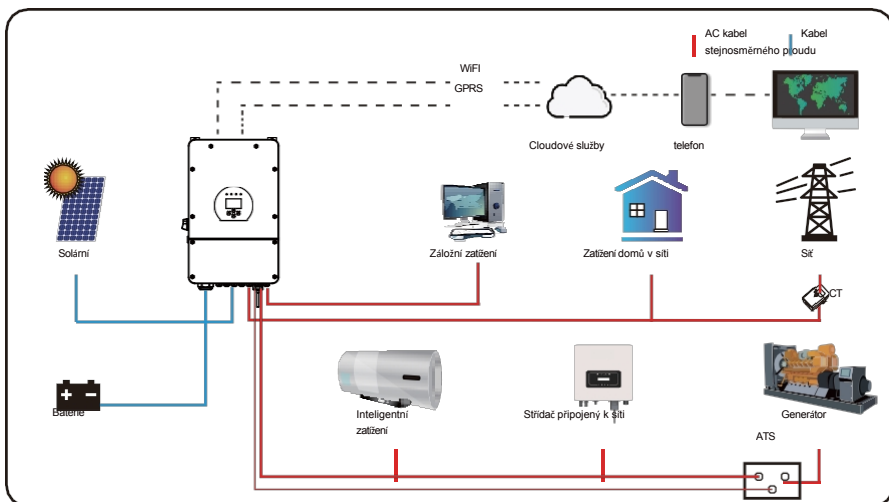 AC kabel
Kabel
stejnosměrného proudu
WiFI
GPRS
Cloudové služby
telefon
Solární
Záložní zatížení
Zatížení domů v síti
Síť
CT
Baterie
Inteligentní
zatížení
Střídač připojený k síti
Generátor
ATS